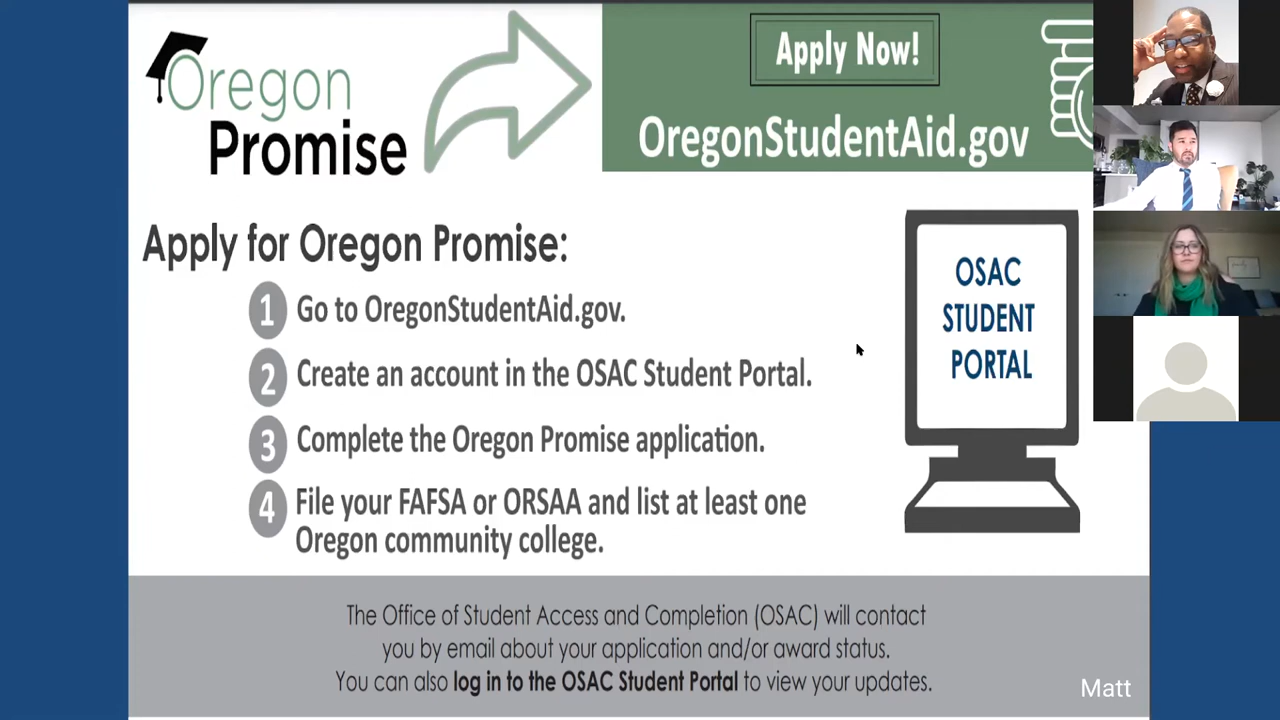 Oregon
Promise
Apply Now!
OregonStudentAid.gov
Apply for Oregon Promise:
1 Go to OregonStudentAid.gov.
2 Create an account in the OSAC Student Portal.
3 Complete the Oregon Promise application.
4 File your FAFSA or ORSAA and list at least one
Oregon community college.
OSAC
STUDENT
PORTAL
The Office of Student Access and Completion (OSAC) will contact
you by email about your application and/or award status.
You can also log in to the OSAC Student Portal to view your updates.
Matt